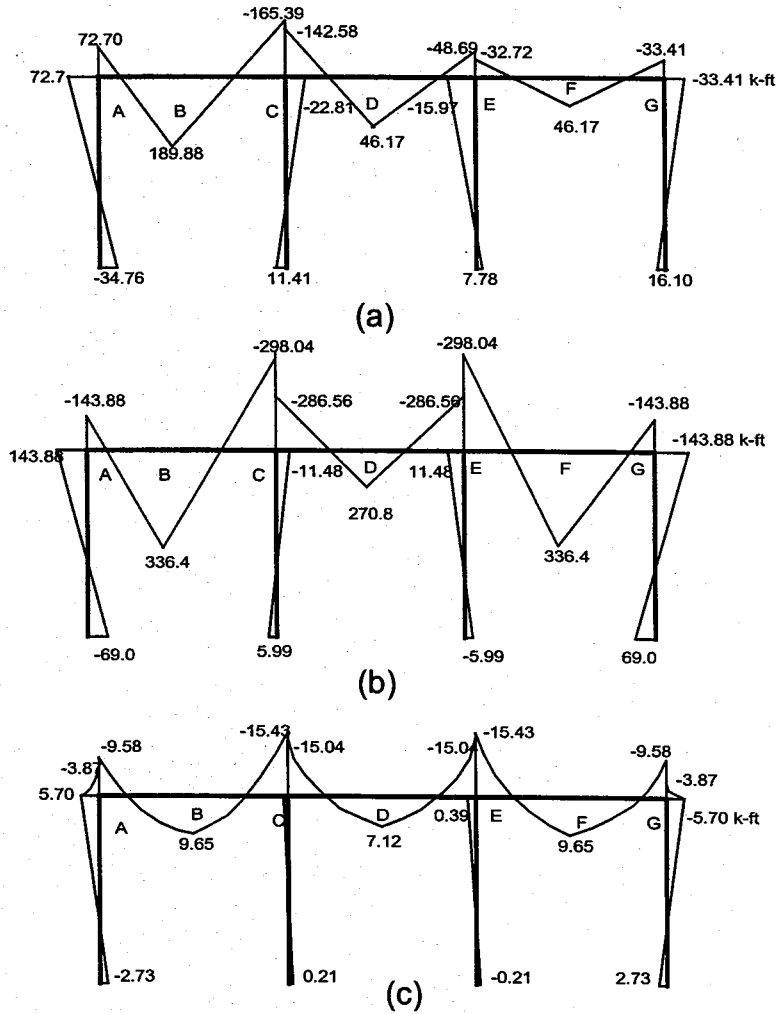 -165.39
72.70
-142.58
-48.69
-32.72
-33.41
72.7
-33.41 k-ft
A
B
C
-22.81
D
-15.97
E
F
G
189.88
46.17
46.17
-34.76
11.41
7.78
16.10
(a)
-298.04
-298.04
-143.88
-286.56
-286.56
-143.88
143.88
-143.88 k-ft
A
B
C
-11.48
D
11.48
E
F
G
336.4
270.8
336.4
-69.0
5.99
-5.99
69.0
(b)
-15.43
-15.43
-9.58
-15.04
-15.04
-9.58
-3.87
-3.87
5.70
-5.70 k-ft
A
B
C
D
0.39
E
F
G
9.65
7.12
9.65
-2.73
0.21
-0.21
2.73
(c)